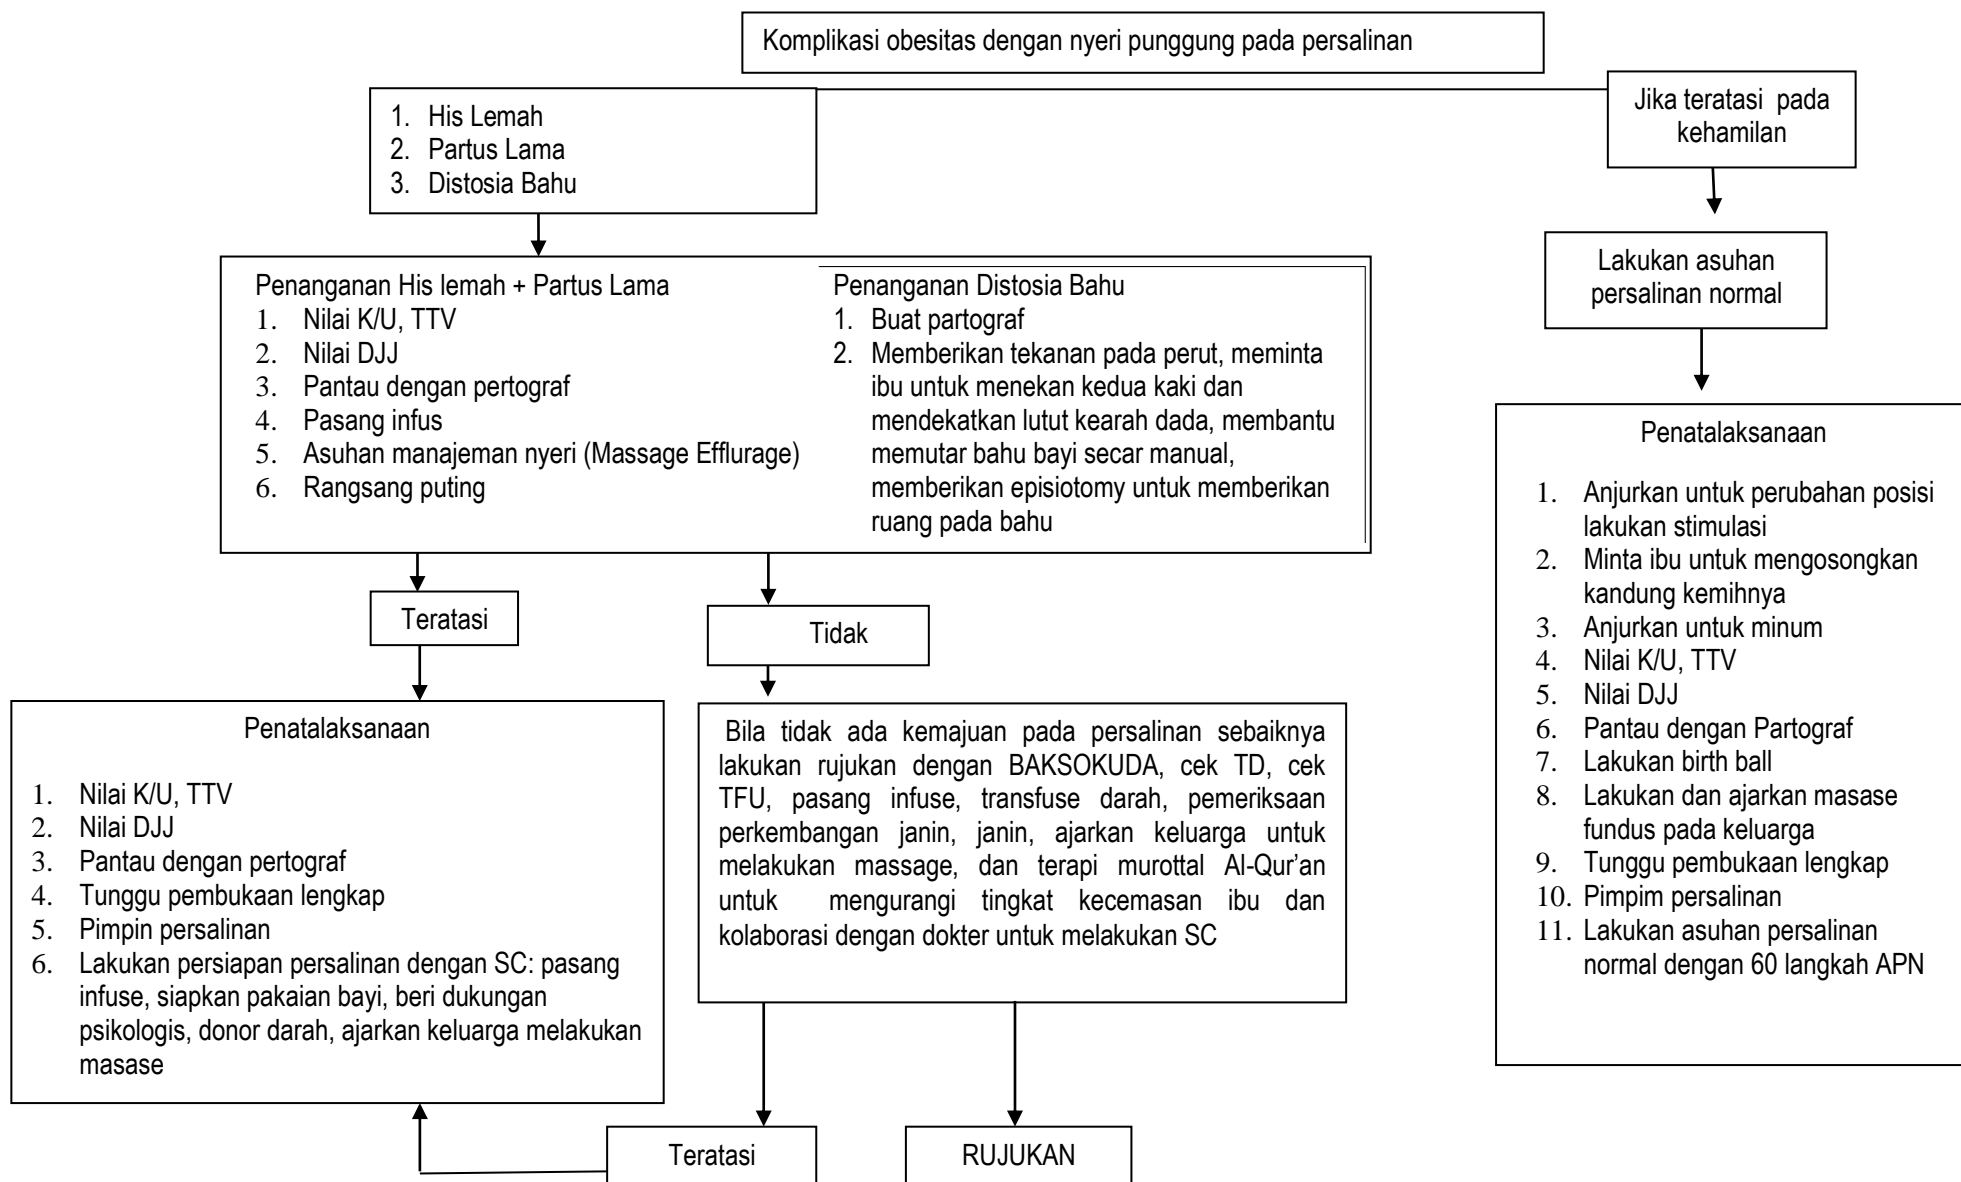 Komplikasi obesitas dengan nyeri punggung pada persalinan
1. His Lemah
2. Partus Lama
3. Distosia Bahu
Jika teratasi pada
kehamilan
Lakukan asuhan
persalinan normal
Penanganan His lemah + Partus Lama
1. Nilai K/U, TTV
2. Nilai DJJ
3. Pantau dengan pertograf
4. Pasang infus
5. Asuhan manajeman nyeri (Massage Efflurage)
6. Rangsang puting
Penanganan Distosia Bahu
1. Buat partograf
2. Memberikan tekanan pada perut, meminta
ibu untuk menekan kedua kaki dan
mendekatkan lutut kearah dada, membantu
memutar bahu bayi secar manual,
memberikan episiotomy untuk memberikan
ruang pada bahu
Teratasi
Tidak
Penatalaksanaan
1. Nilai K/U, TTV
2. Nilai DJJ
3. Pantau dengan pertograf
4. Tunggu pembukaan lengkap
5. Pimpin persalinan
6. Lakukan persiapan persalinan dengan SC: pasang
infuse, siapkan pakaian bayi, beri dukungan
psikologis, donor darah, ajarkan keluarga melakukan
masase
Bila tidak ada kemajuan pada persalinan sebaiknya
lakukan rujukan dengan BAKSOKUDA, cek TD, cek
TFU, pasang infuse, transfuse darah, pemeriksaan
perkembangan janin, janin, ajarkan keluarga untuk
melakukan massage, dan terapi murottal Al-Qur’an
untuk mengurangi tingkat kecemasan ibu dan
kolaborasi dengan dokter untuk melakukan SC
Penatalaksanaan
1. Anjurkan untuk perubahan posisi
lakukan stimulasi
2. Minta ibu untuk mengosongkan
kandung kemihnya
3. Anjurkan untuk minum
4. Nilai K/U, TTV
5. Nilai DJJ
6. Pantau dengan Partograf
7. Lakukan birth ball
8. Lakukan dan ajarkan masase
fundus pada keluarga
9. Tunggu pembukaan lengkap
10. Pimpim persalinan
11. Lakukan asuhan persalinan
normal dengan 60 langkah APN
Teratasi
RUJUKAN